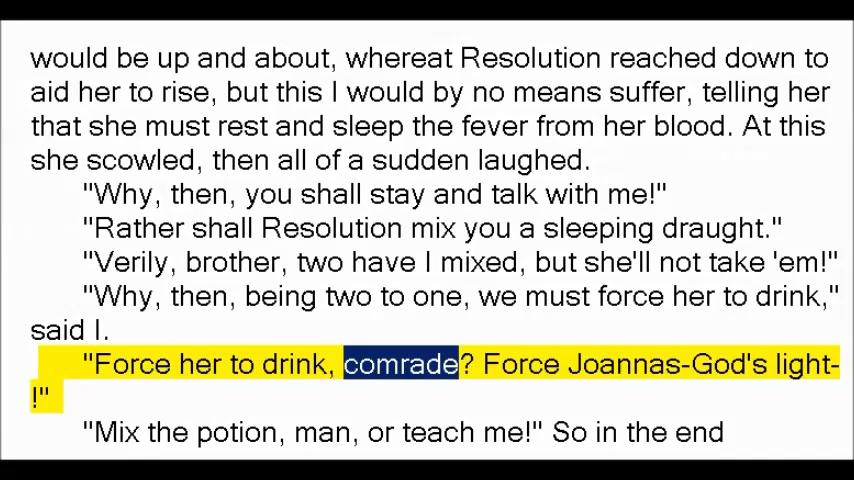 would be up and about, whereat Resolution reached down to
aid her to rise, but this I would by no means suffer, telling her
that she must rest and sleep the fever from her blood. At this
she scowled, then all of a sudden laughed.
"Why, then, you shall stay and talk with me!"
"Rather shall Resolution mix you a sleeping draught."
"Verily, brother, two have I mixed, but she'll not take 'em!"
"Why, then, being two to one, we must force her to drink,"
said I.
"Force her to drink, comrade? Force Joannas-God's light-
!"
"Mix the potion, man, or teach me!" So in the end